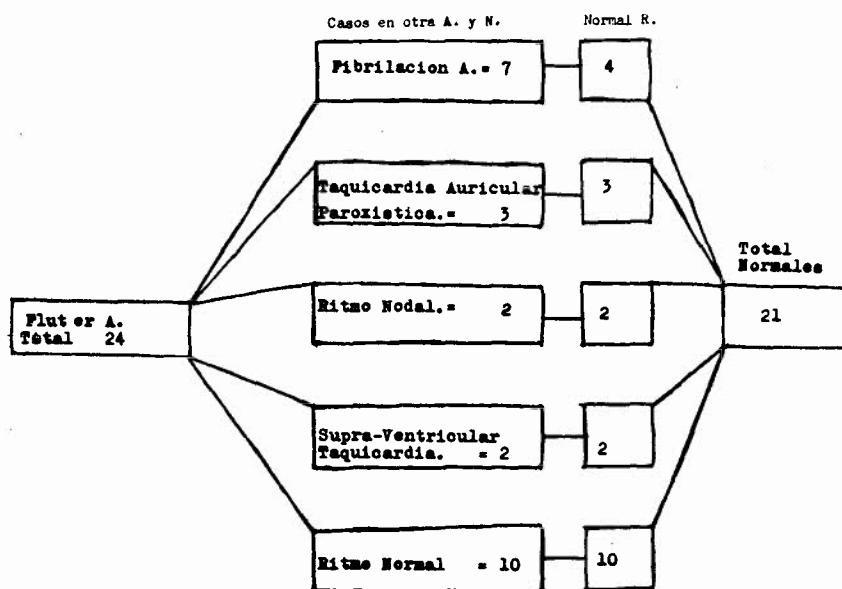 Casos en otra A. y N.
Normal R.
Fibrilacion A.= 7
4
Taquicardia Auricular
Paroxistica.= 3
3
Total
Normales
Ritmo Nodal.= 2
2
Fluter A.
Total 24
21
Supra-Ventricular
Taquicardia. = 2
2
Ritmo Normal = 10
10